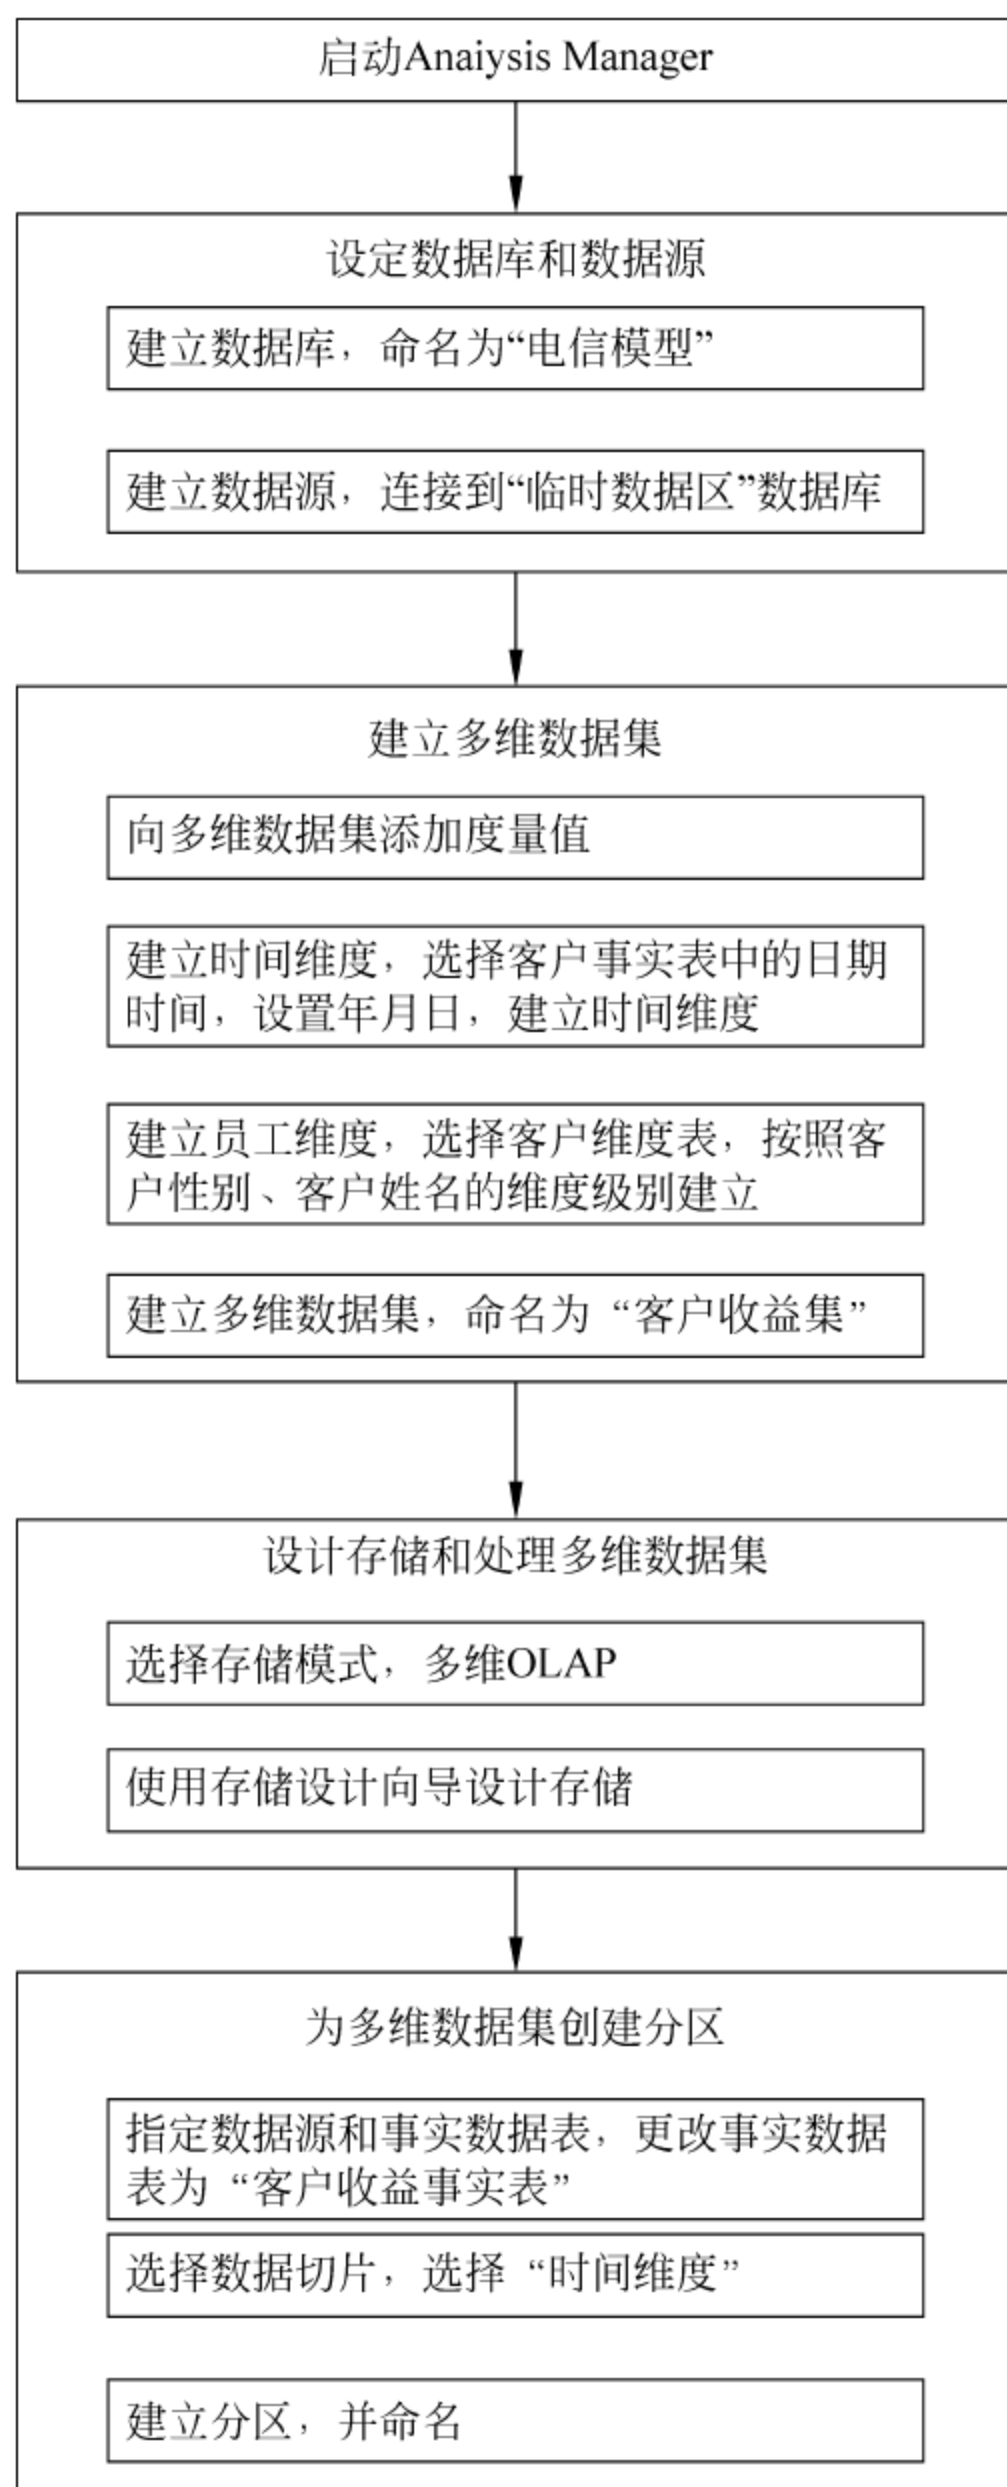 启动Anaiysis Manager
设定数据库和数据源
建立数据库，命名为“电信模型”
建立数据源，连接到“临时数据区”数据库
建立多维数据集
向多维数据集添加度量值
建立时间维度，选择客户事实表中的日期
时间，设置年月日，建立时间维度
建立员工维度，选择客户维度表，按照客
户性别、客户姓名的维度级别建立
建立多维数据集，命名为“客户收益集”
设计存储和处理多维数据集
选择存储模式，多维OLAP
使用存储设计向导设计存储
为多维数据集创建分区
指定数据源和事实数据表，更改事实数据
表为“客户收益事实表”
选择数据切片，选择“时间维度”
建立分区，并命名